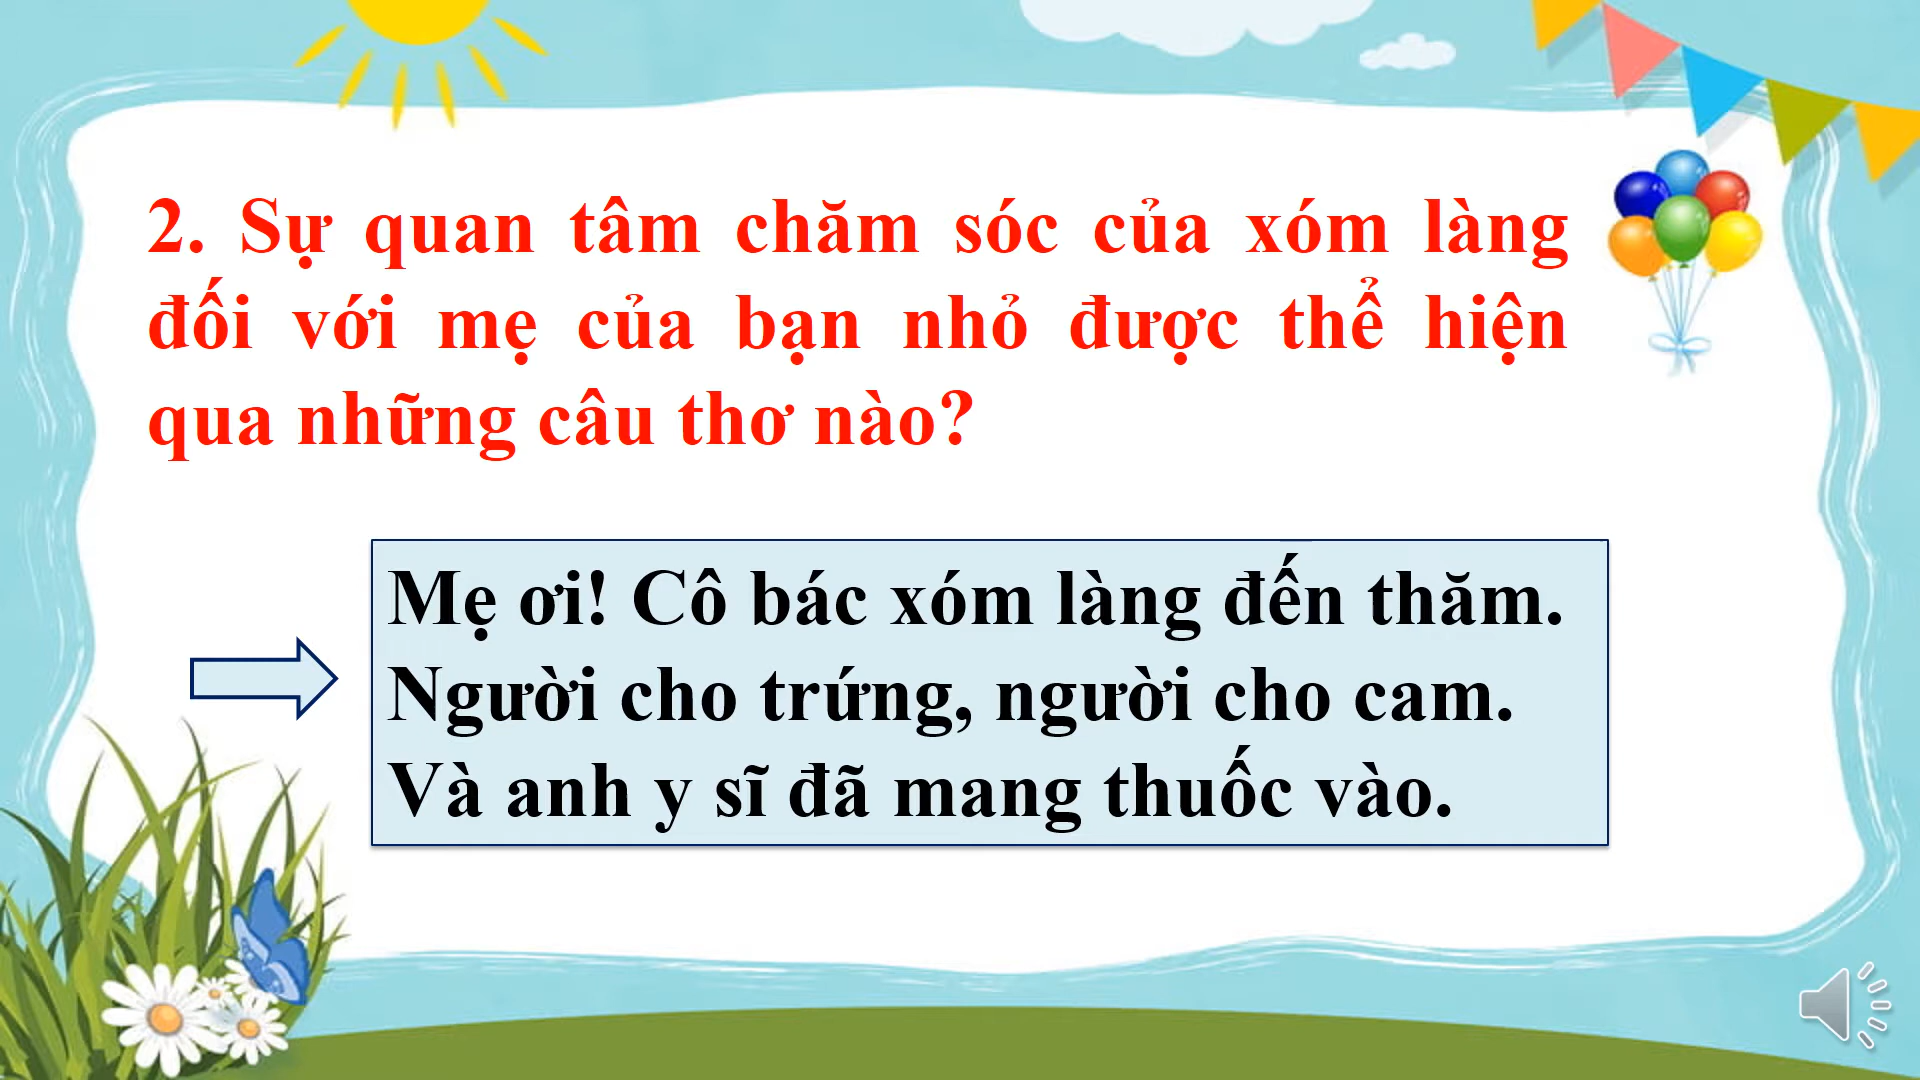 2. Sự quan tâm chăm sóc của xóm làng
đối với mẹ của bạn nhỏ được thể hiện
qua những câu thơ nào?
Mẹ ơi! Cô bác xóm làng đến thăm.
Người cho trứng, người cho cam.
Và anh y sĩ đã mang thuốc vào.